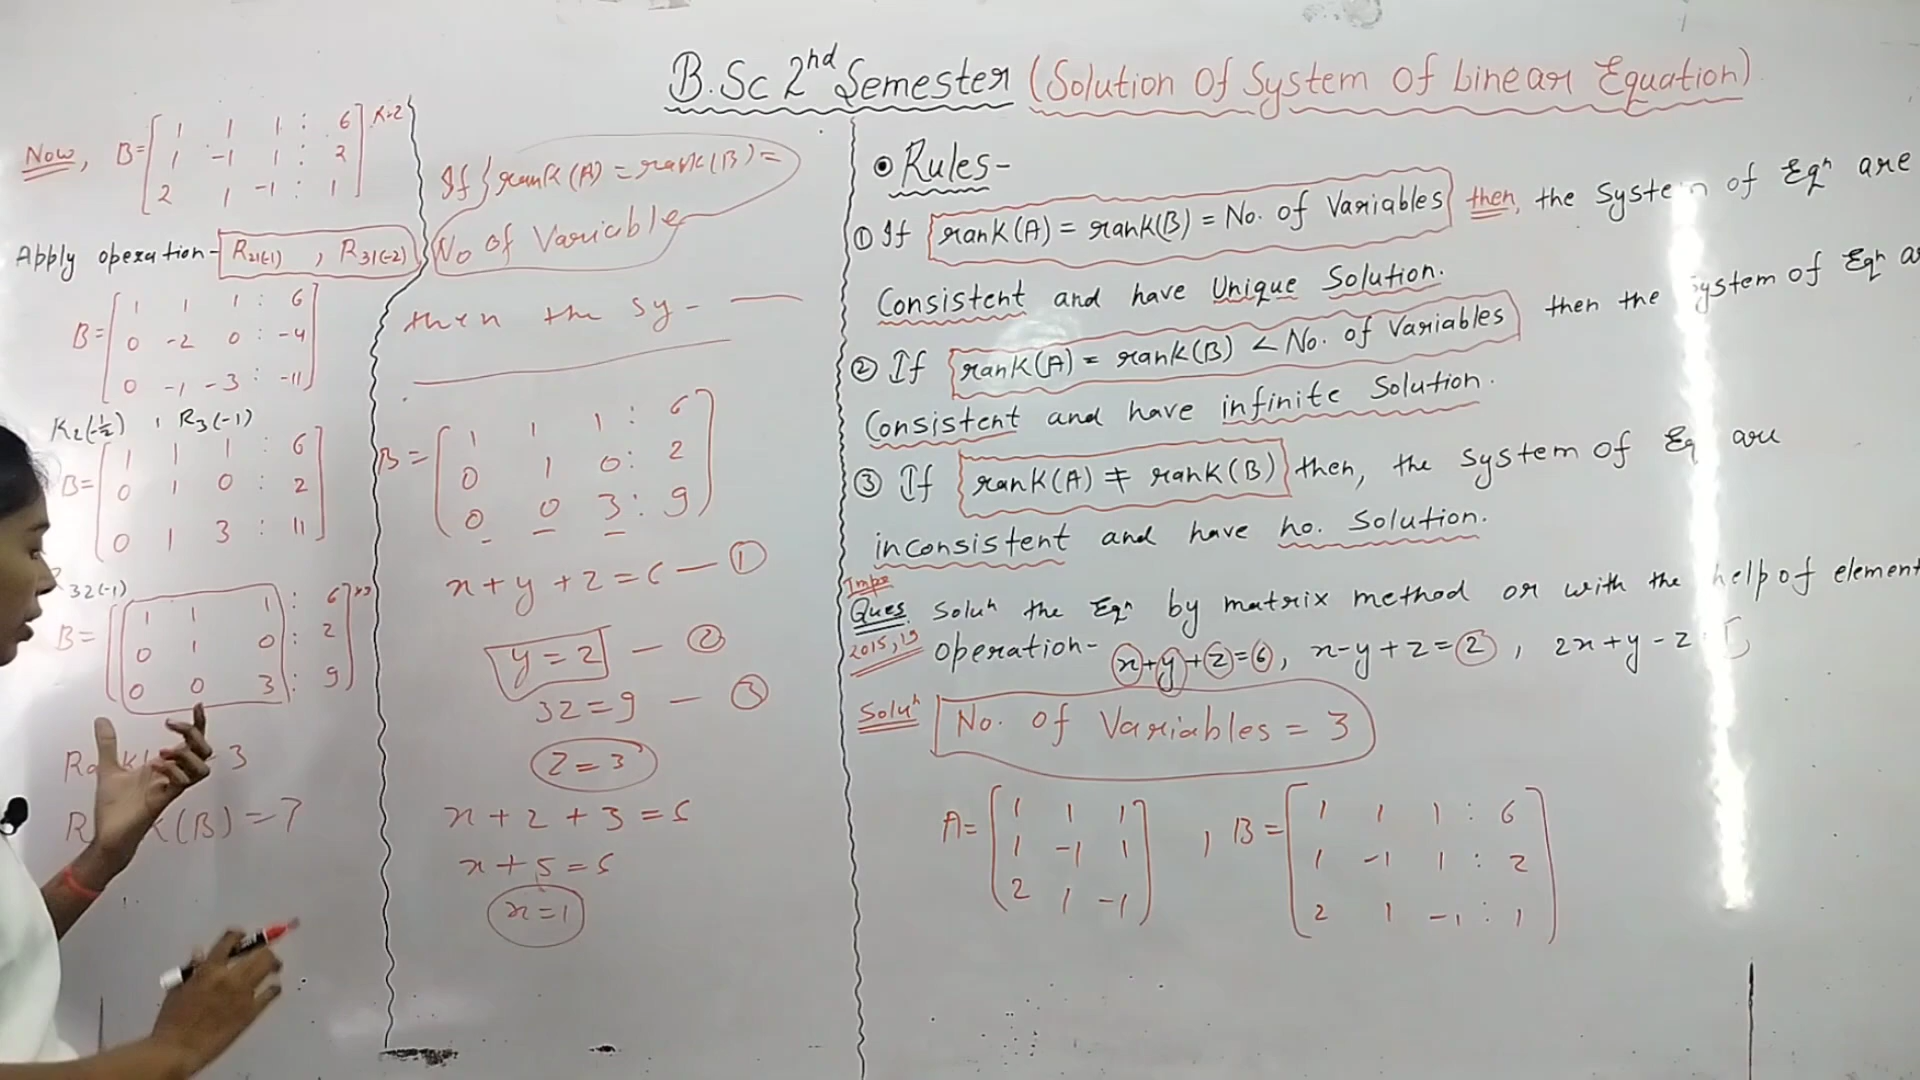 B.Sc 2nd Semester (Solution Of System Of Linear Equation)
Now, B=[1 1 1 : 6
1 -1 1 : 2
2 1 -1 : 1]
Apply operation- R21(-1) , R31(-2)
B=[1 1 1 : 6
0 -2 0 : -4
0 -1 -3 : -11]
R2(-1/2) , R3(-1)
B=[1 1 1 : 6
0 1 0 : 2
0 1 3 : 11]
32(-1)
B=[1 1 1 : 6
0 1 0 : 2
0 0 3 : 9]
3
(B)=7
If {rank(A)=rank(B)=
No of Variable
then the sy-
B=[1 1 1 : 6
0 1 0 : 2
0 0 3 : 9]
x+y+z=6 — ①
y=2 — ②
3z=9 — ③
z=3
x+2+3=6
x+5=6
x=1
• Rules-
① If rank(A)=rank(B)=No. of Variables then, the System of Eqn are
Consistent and have Unique Solution.
② If rank(A)=rank(B)<No. of Variables then the System of Eqn
Consistent and have infinite Solution.
③ If rank(A)≠rank(B) then, the System of Eq are
inconsistent and have no. Solution.
Imps
Ques. Solun the Eqn by matrix method or with the help of element
2015,19 operation- x+y+z=6, x-y+z=2, 2x+y-z
Solun No. of Variables = 3
A=[1 1 1 , B=[1 1 1 : 6
1 -1 1 1 -1 1 : 2
2 1 -1] 2 1 -1 : 1]